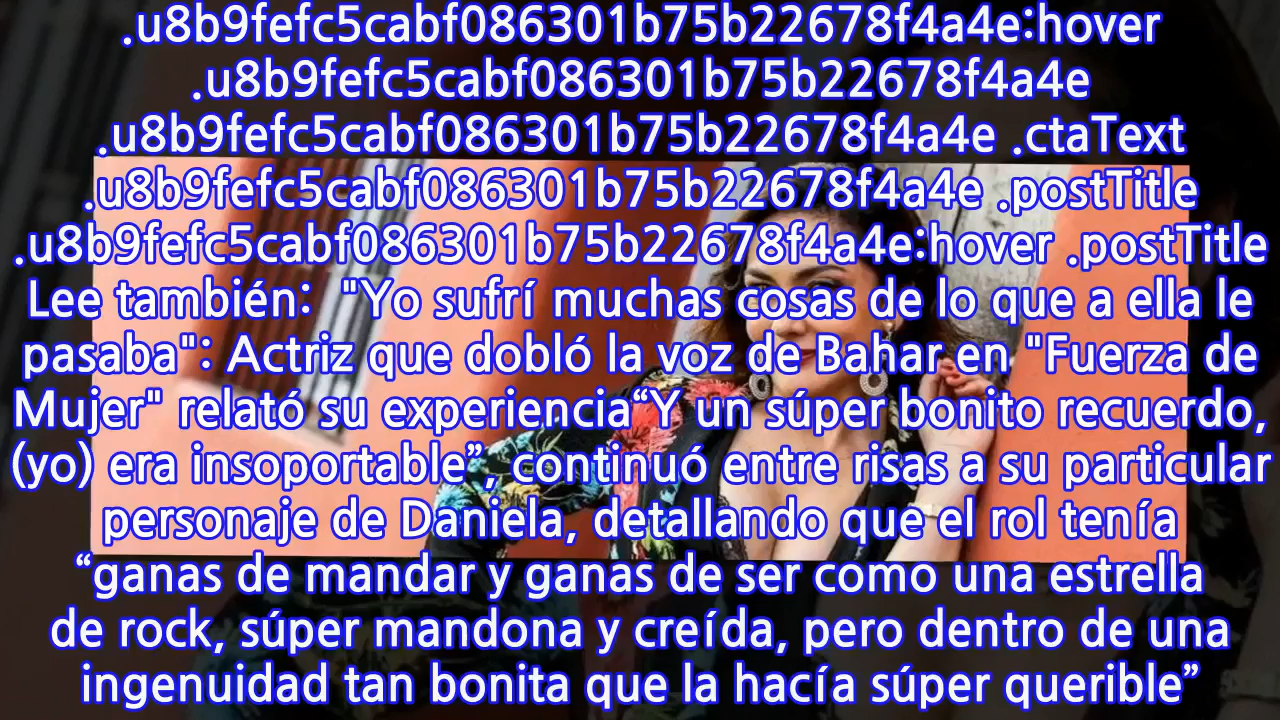 .u8b9fefc5cabf086301b75b22678f4a4e:hover
.u8b9fefc5cabf086301b75b22678f4a4e
.u8b9fefc5cabf086301b75b22678f4a4e .ctaText
.u8b9fefc5cabf086301b75b22678f4a4e .postTitle
.u8b9fefc5cabf086301b75b22678f4a4e:hover .postTitle
Lee también:  "Yo sufrí muchas cosas de lo que a ella le
pasaba": Actriz que dobló la voz de Bahar en "Fuerza de
Mujer" relató su experiencia“Y un súper bonito recuerdo,
(yo) era insoportable”, continuó entre risas a su particular
personaje de Daniela, detallando que el rol tenía
“ganas de mandar y ganas de ser como una estrella
de rock, súper mandona y creída, pero dentro de una
ingenuidad tan bonita que la hacía súper querible”